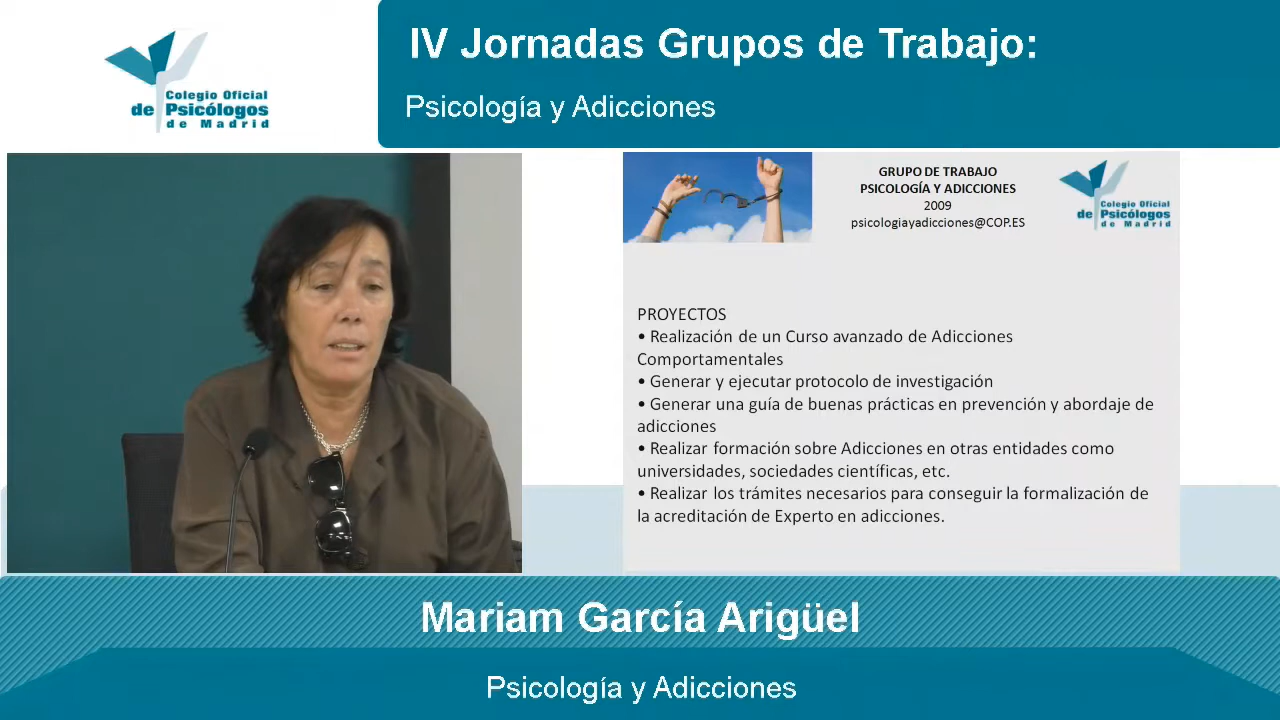 IV Jornadas Grupos de Trabajo:
Psicología y Adicciones
Colegio Oficial
de Psicólogos
de Madrid
GRUPO DE TRABAJO
PSICOLOGÍA Y ADICCIONES
2009
psicologiayadicciones@COP.ES
Colegio Oficial
de Psicólogos
de Madrid
PROYECTOS
• Realización de un Curso avanzado de Adicciones
Comportamentales
• Generar y ejecutar protocolo de investigación
• Generar una guía de buenas prácticas en prevención y abordaje de
adicciones
• Realizar formación sobre Adicciones en otras entidades como
universidades, sociedades científicas, etc.
• Realizar los trámites necesarios para conseguir la formalización de
la acreditación de Experto en adicciones.
Mariam García Arigüel
Psicología y Adicciones